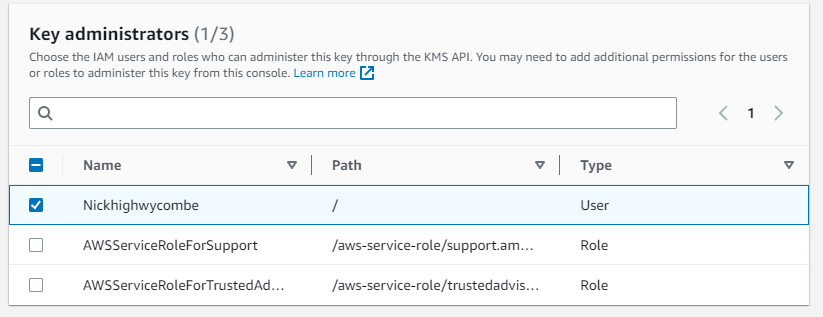 Key administrators (1/3)
Choose the IAM users and roles who can administer this key through the KMS API. You may need to add additional permissions for the users
or roles to administer this key from this console. Learn more
1
Name Path Type
Nickhighwycombe / User
AWSServiceRoleForSupport /aws-service-role/support.am... Role
AWSServiceRoleForTrustedAd... /aws-service-role/trustedadvis... Role